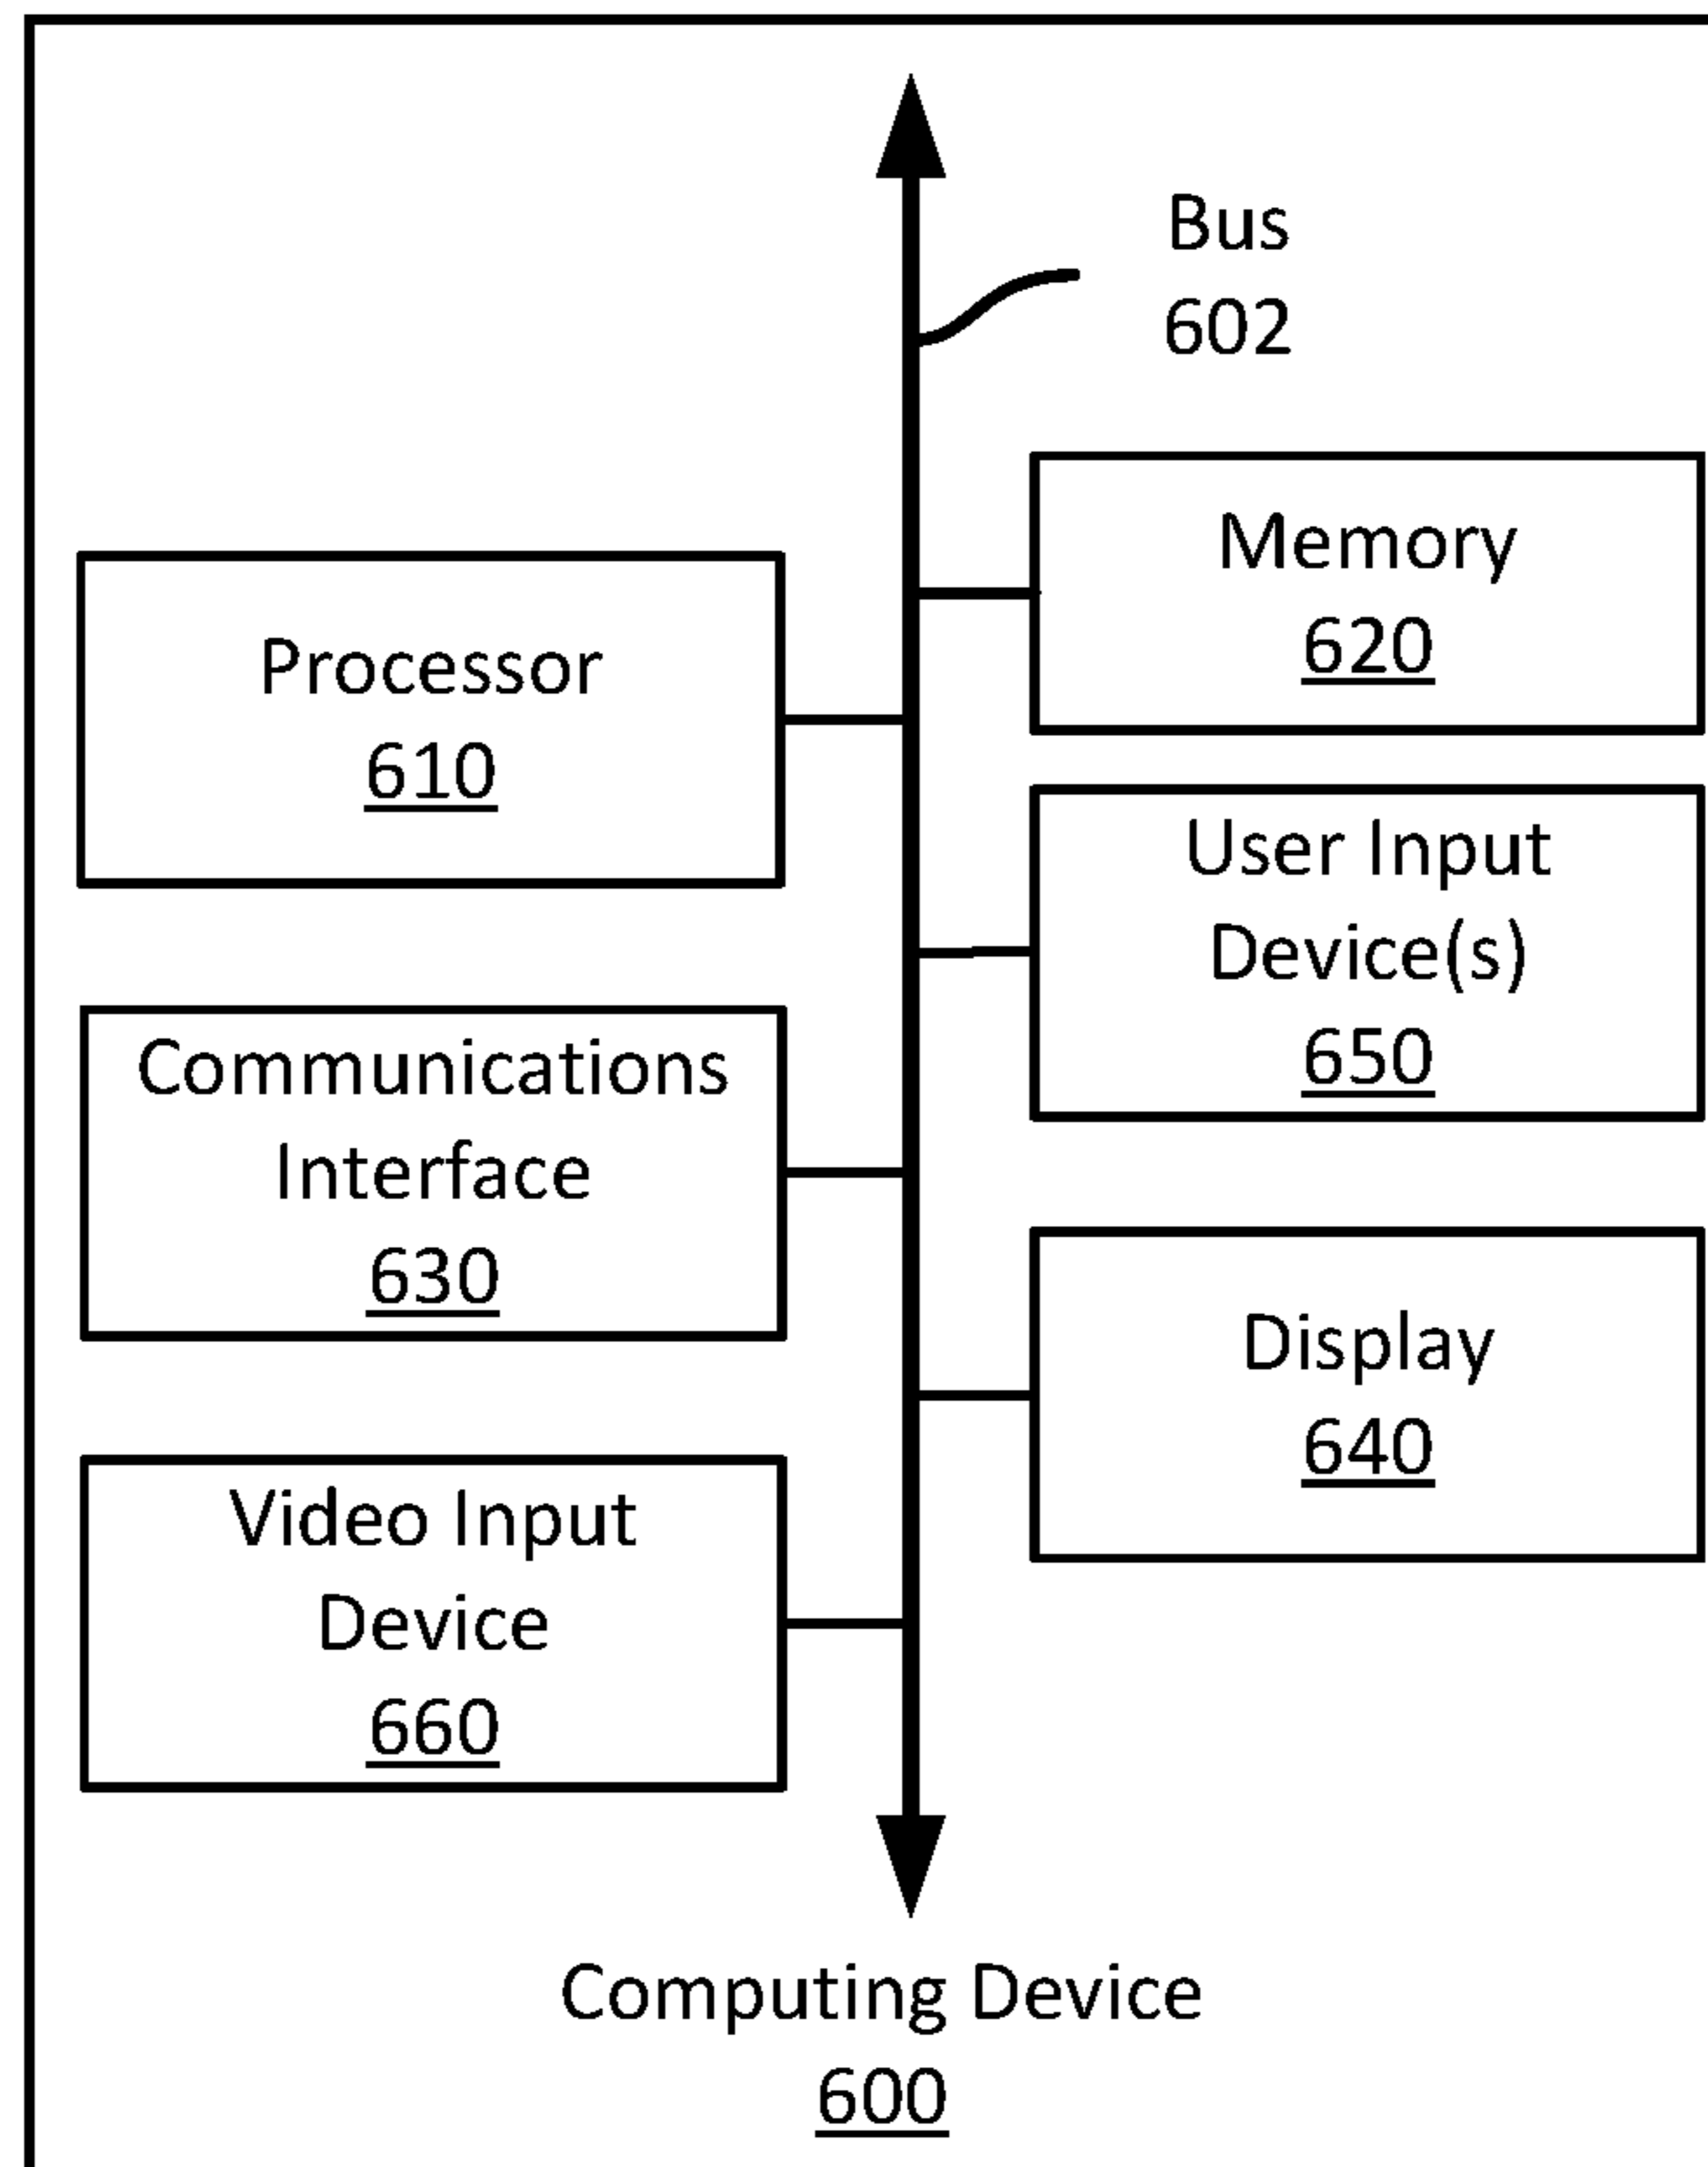 Bus
602
Memory
620
Processor
610
User Input
Device(s)
650
Communications
Interface
630
Display
640
Video Input
Device
660
Computing Device
600